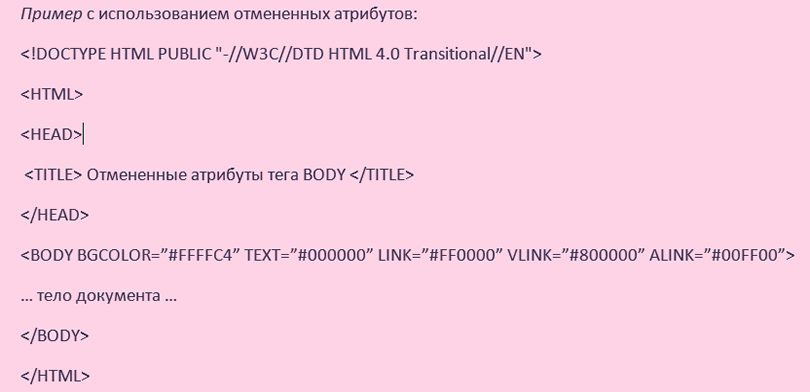 Пример с использованием отмененных атрибутов:
<!DOCTYPE HTML PUBLIC "-//W3C//DTD HTML 4.0 Transitional//EN">
<HTML>
<HEAD>
<TITLE> Отмененные атрибуты тега BODY </TITLE>
</HEAD>
<BODY BGCOLOR=”#FFFFC4” TEXT=”#000000” LINK=”#FF0000” VLINK=”#800000” ALINK=”#00FF00”>
... тело документа ...
</BODY>
</HTML>